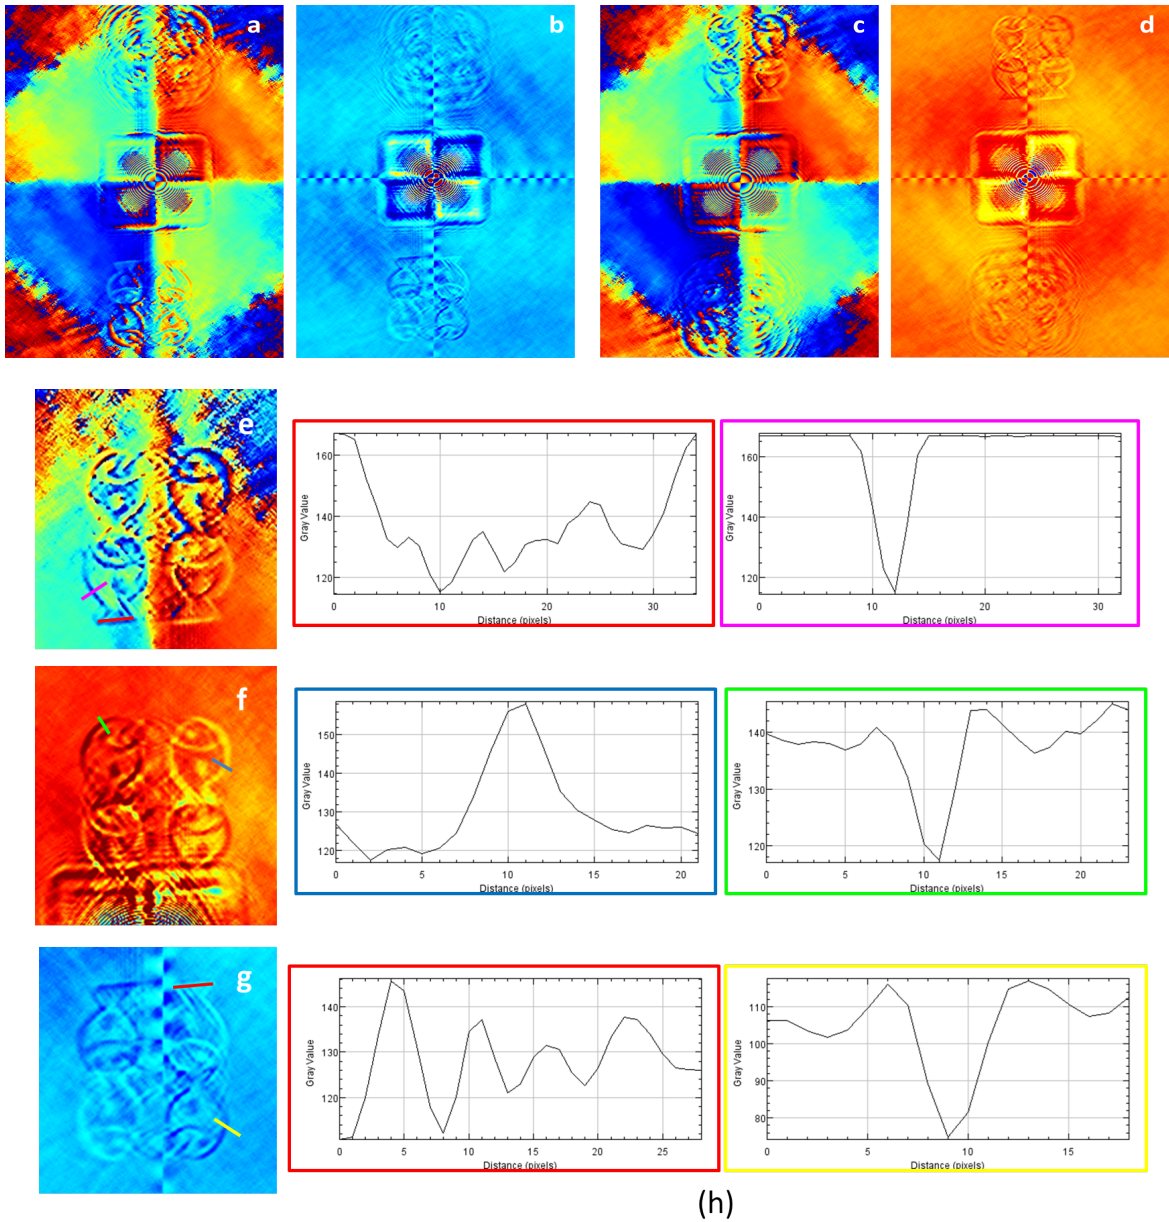 a b c d
e
160
140
120
0 10 20 30
Gray Value
Distance (pixels)
160
140
120
0 10 20 30
Gray Value
Distance (pixels)
f
150
140
130
120
0 5 10 15 20
Gray Value
Distance (pixels)
140
130
120
0 5 10 15 20
Gray Value
Distance (pixels)
g
140
130
120
0 5 10 15 20 25
Gray Value
Distance (pixels)
110
100
90
80
0 5 10 15
Gray Value
Distance (pixels)
(h)